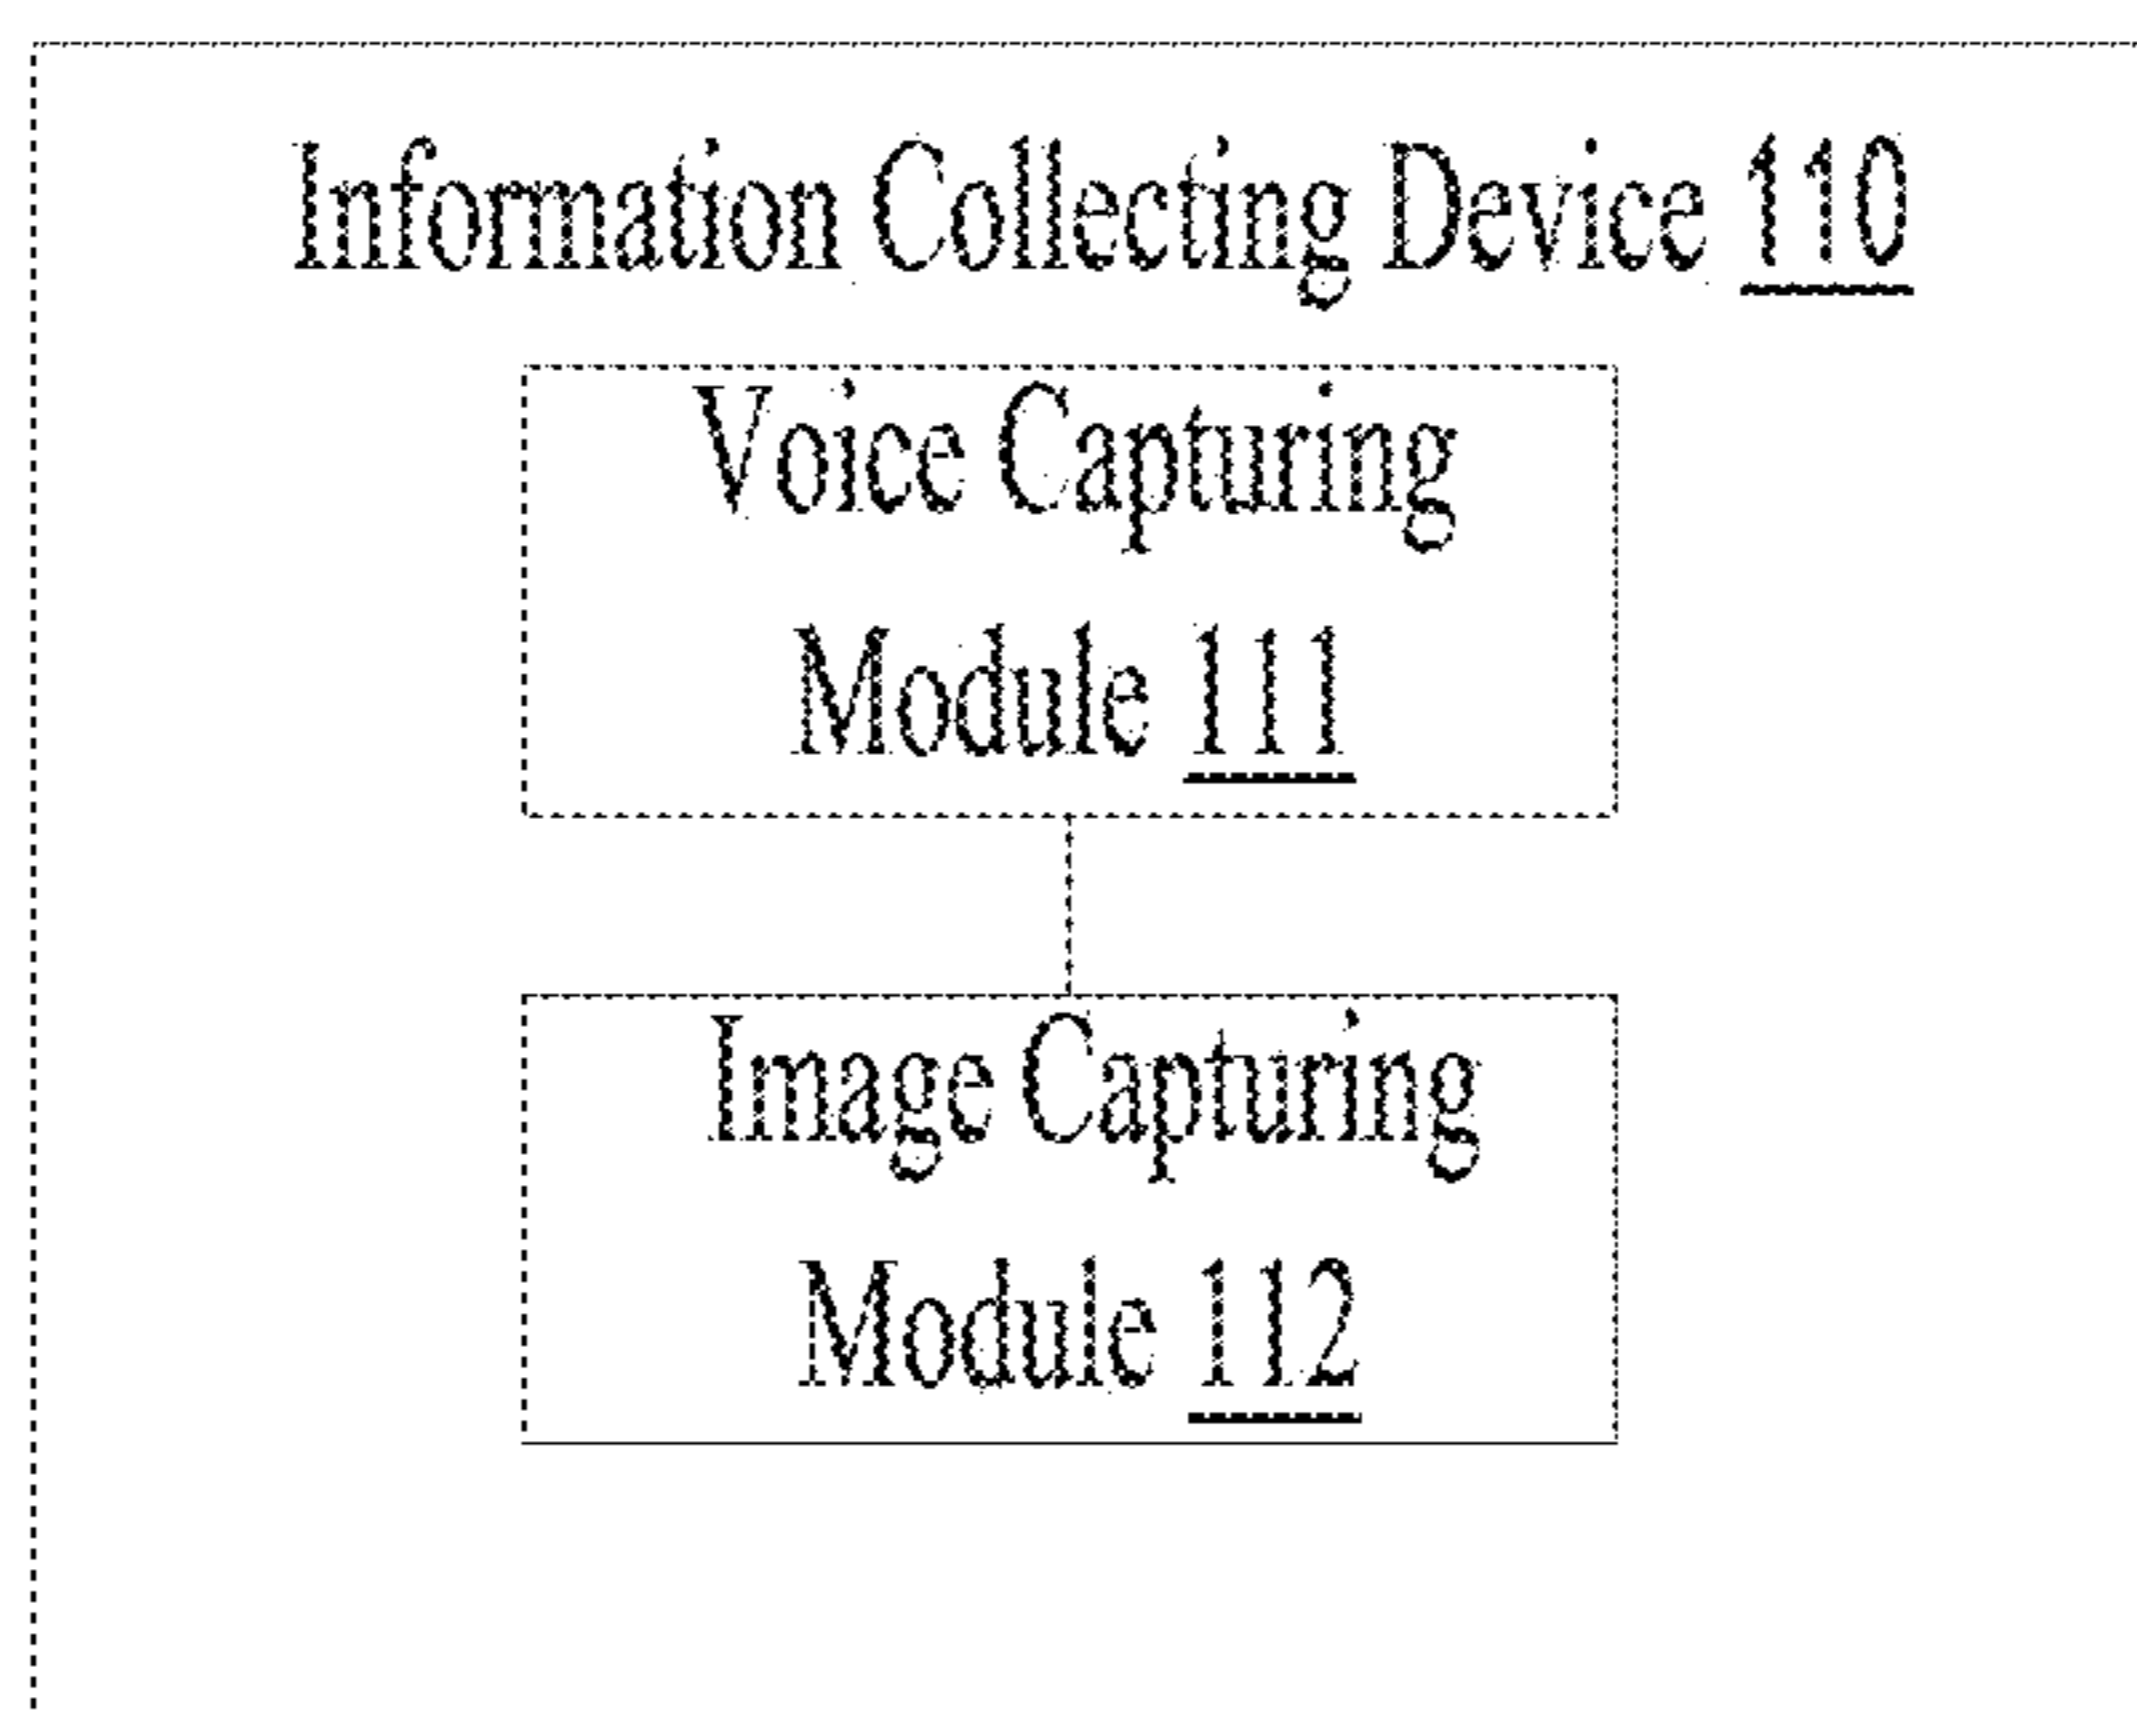 Information Collecting Device 110
Voice Capturing
Module 111
Image Capturing
Module 112